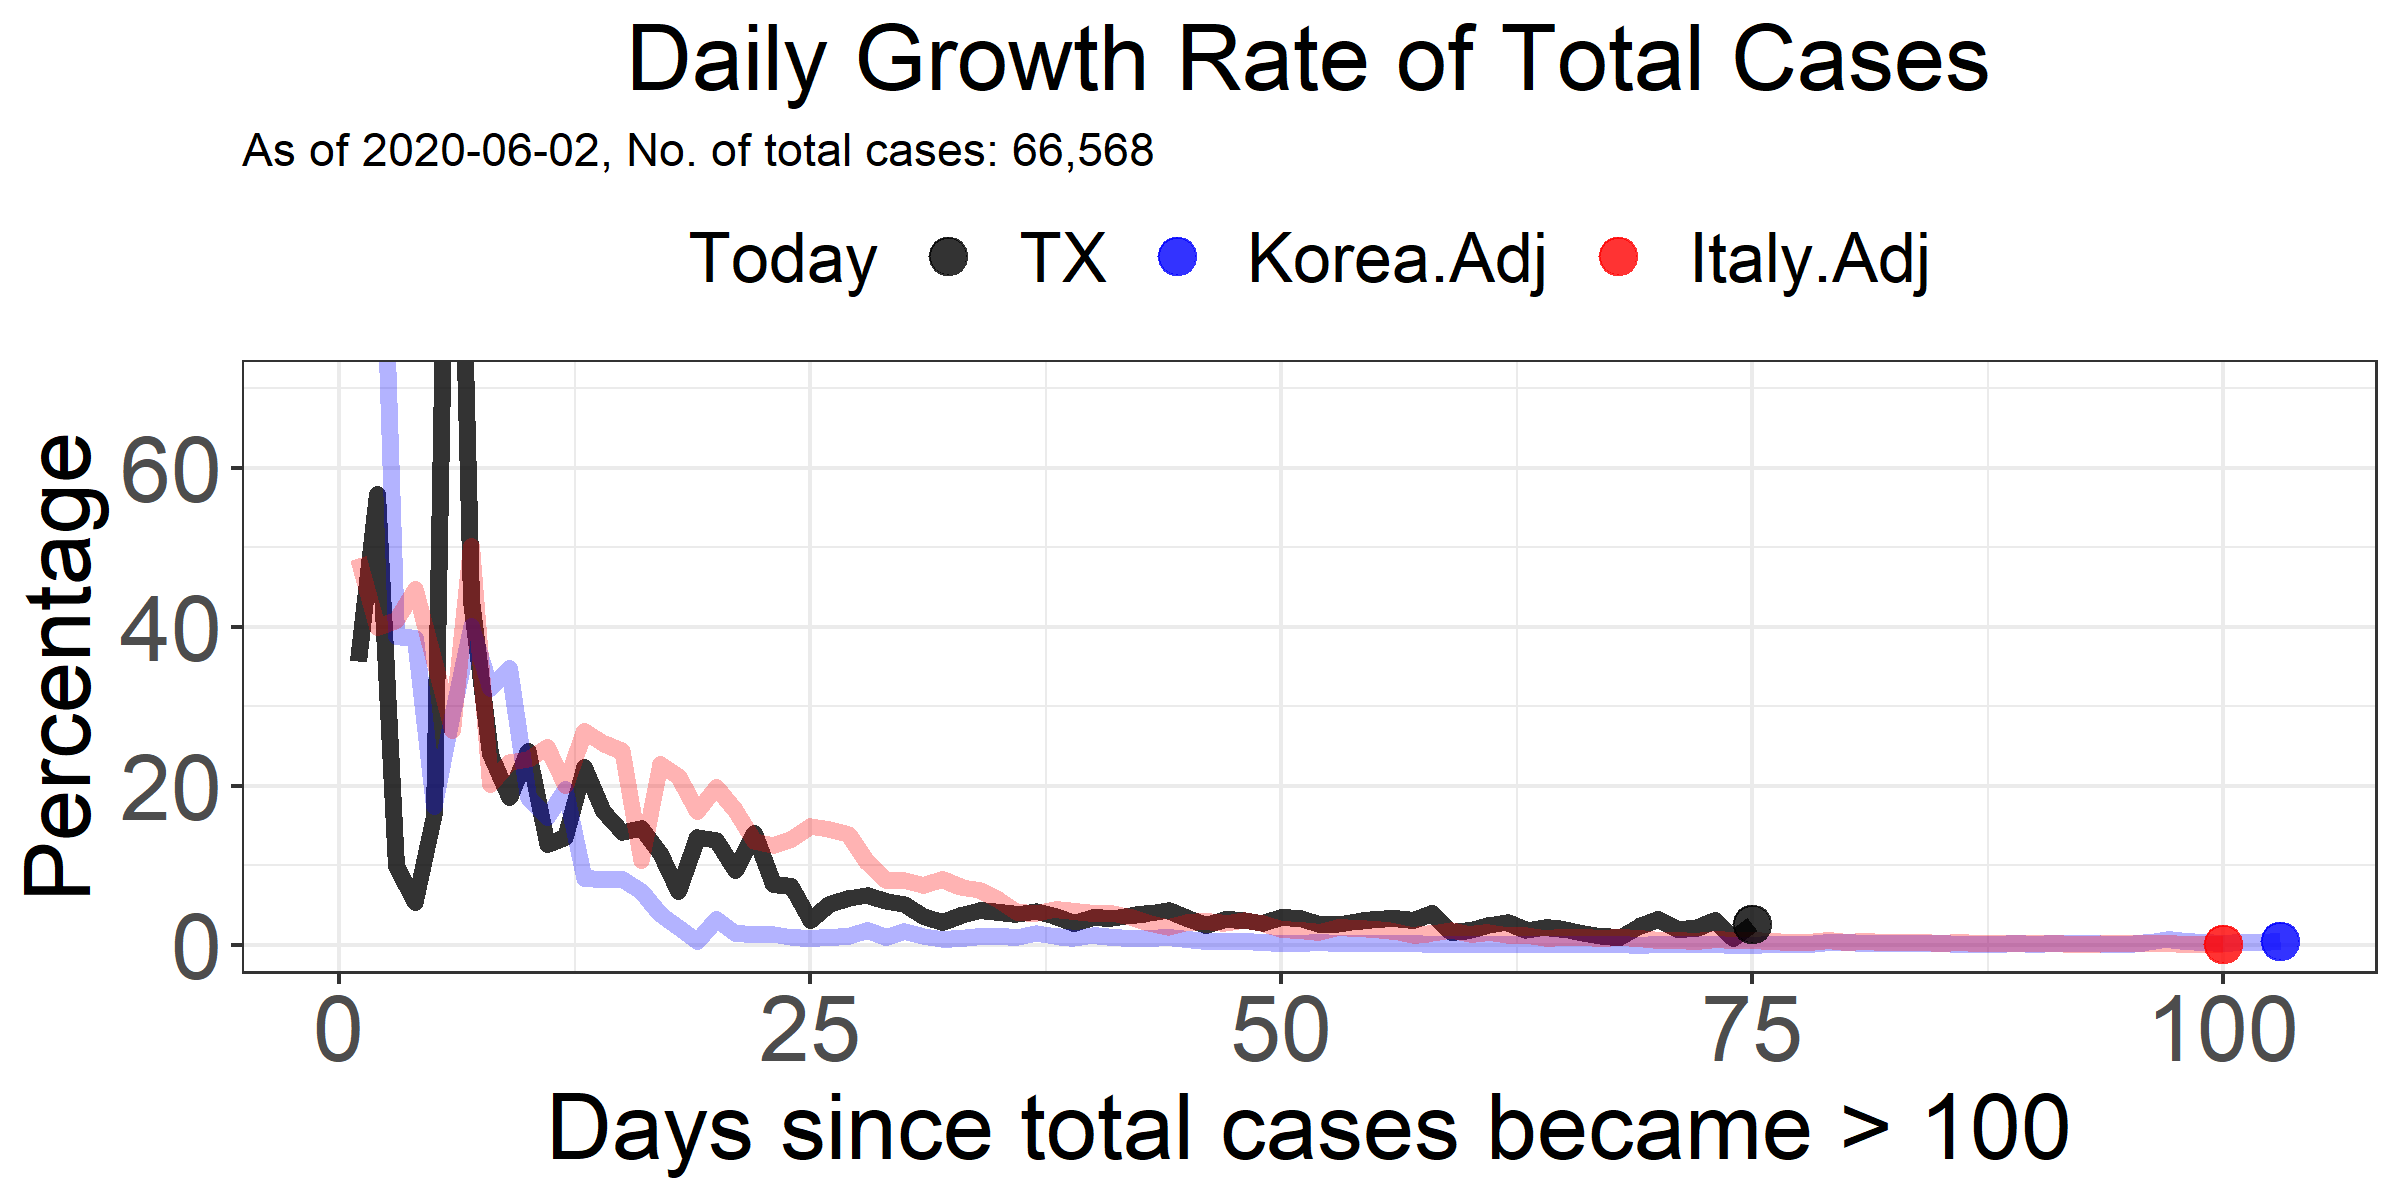 Daily Growth Rate of Total Cases
As of 2020-06-02, No. of total cases: 66,568
Today TX Korea.Adj Italy.Adj
Percentage
60
40
20
0
0 25 50 75 100
Days since total cases became > 100